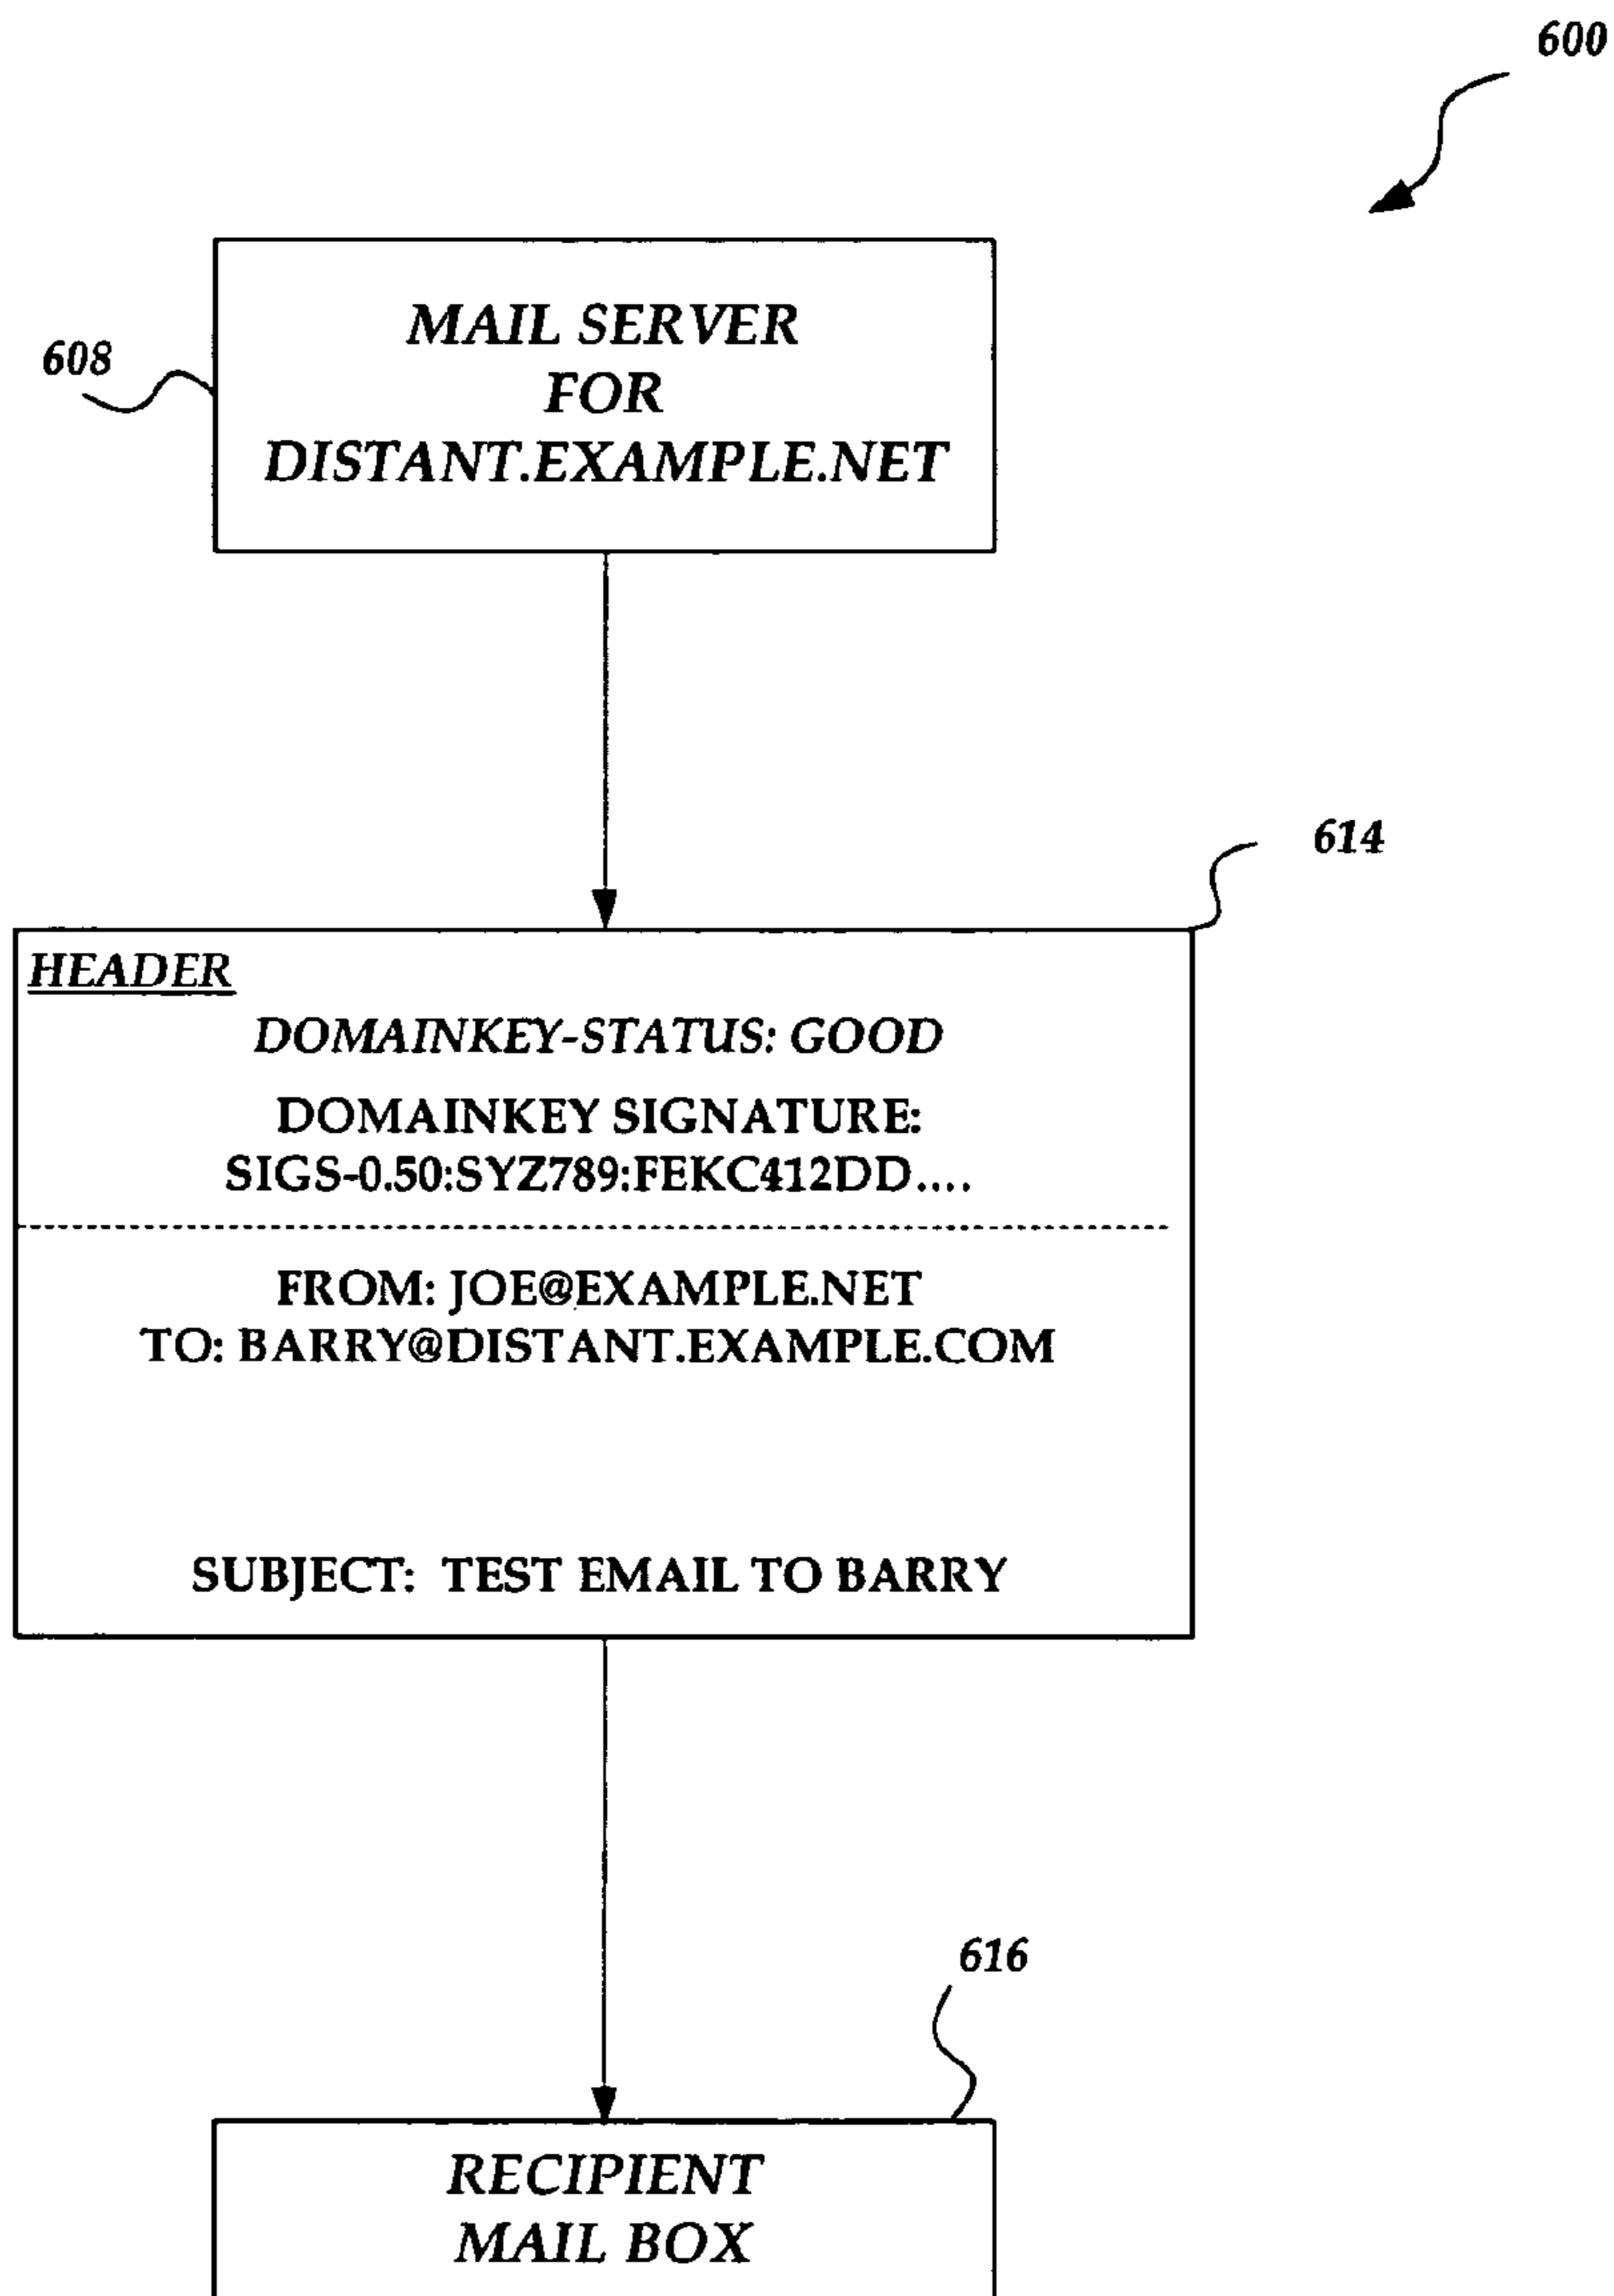 600
MAIL SERVER
FOR
DISTANT.EXAMPLE.NET
608
614
HEADER
DOMAINKEY-STATUS: GOOD
DOMAINKEY SIGNATURE:
SIGS-0.50:SYZ789:FEKC412DD....
FROM: JOE@EXAMPLE.NET
TO: BARRY@DISTANT.EXAMPLE.COM
SUBJECT: TEST EMAIL TO BARRY
616
RECIPIENT
MAIL BOX